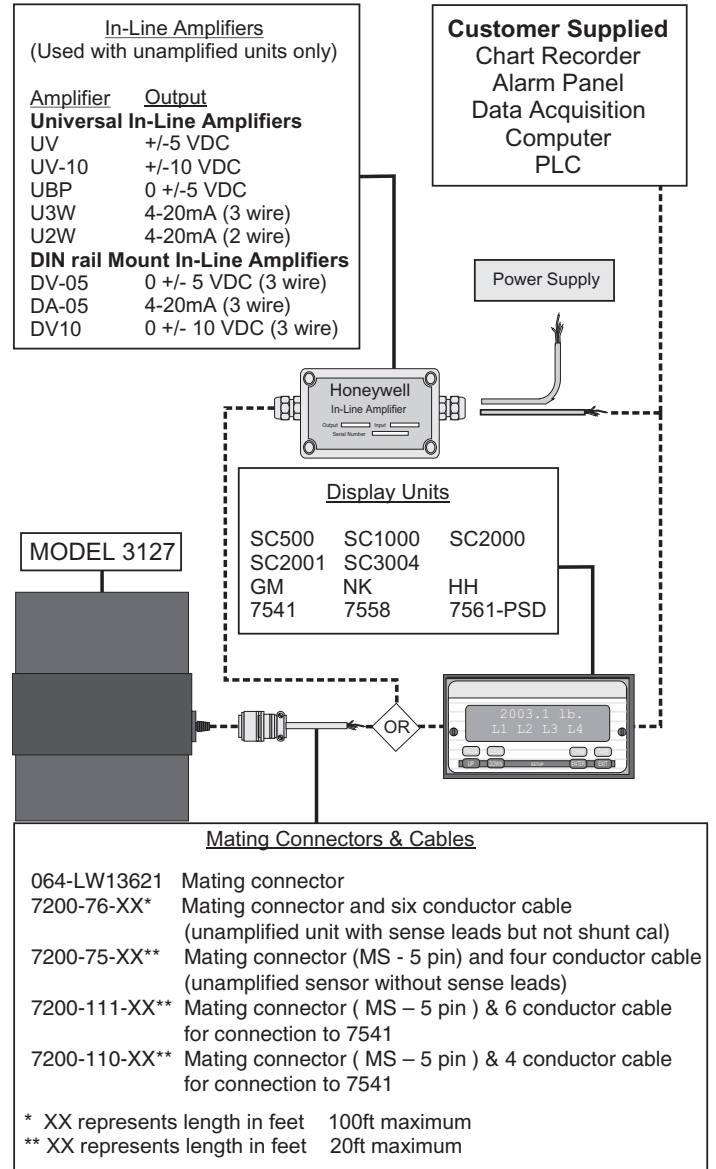 In-Line Amplifiers
(Used with unamplified units only)
Amplifier Output
Universal In-Line Amplifiers
UV +/-5 VDC
UV-10 +/-10 VDC
UBP 0 +/-5 VDC
U3W 4-20mA (3 wire)
U2W 4-20mA (2 wire)
DIN rail Mount In-Line Amplifiers
DV-05 0 +/- 5 VDC (3 wire)
DA-05 4-20mA (3 wire)
DV10 0 +/- 10 VDC (3 wire)
Customer Supplied
Chart Recorder
Alarm Panel
Data Acquisition
Computer
PLC
Power Supply
Honeywell
In-Line Amplifier
Output Input
Serial Number
Display Units
SC500 SC1000 SC2000
SC2001 SC3004
GM NK HH
7541 7558 7561-PSD
MODEL 3127
OR
2003.1 lb.
L1 L2 L3 L4
UP DOWN SETUP ENTER EXIT
Mating Connectors & Cables
064-LW13621 Mating connector
7200-76-XX* Mating connector and six conductor cable
(unamplified unit with sense leads but not shunt cal)
7200-75-XX** Mating connector (MS - 5 pin) and four conductor cable
(unamplified sensor without sense leads)
7200-111-XX** Mating connector ( MS – 5 pin ) & 6 conductor cable
for connection to 7541
7200-110-XX** Mating connector ( MS – 5 pin ) & 4 conductor cable
for connection to 7541
* XX represents length in feet 100ft maximum
** XX represents length in feet 20ft maximum